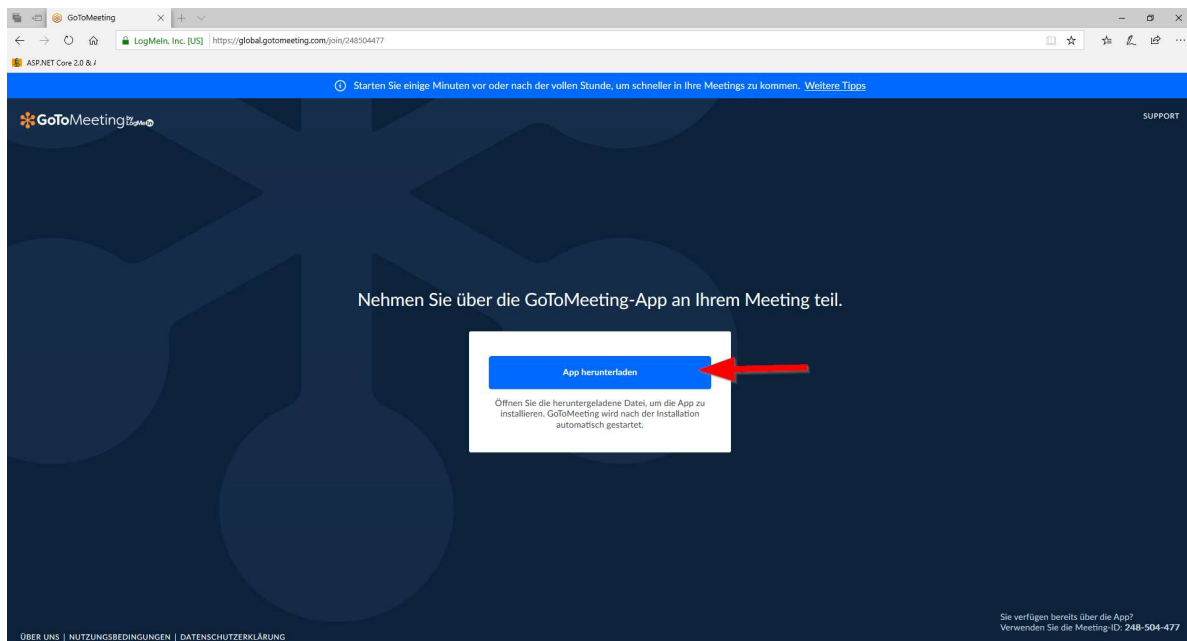 GoToMeeting
LogMeIn, Inc. [US] https://global.gotomeeting.com/join/248504477
ASP.NET Core 2.0 & A
Starten Sie einige Minuten vor oder nach der vollen Stunde, um schneller in Ihre Meetings zu kommen. Weitere Tipps
GoToMeeting by LogMeIn
SUPPORT
Nehmen Sie über die GoToMeeting-App an Ihrem Meeting teil.
App herunterladen
Öffnen Sie die heruntergeladene Datei, um die App zu
installieren. GoToMeeting wird nach der Installation
automatisch gestartet.
Sie verfügen bereits über die App?
Verwenden Sie die Meeting-ID: 248-504-477
ÜBER UNS | NUTZUNGSBEDINGUNGEN | DATENSCHUTZERKLÄRUNG